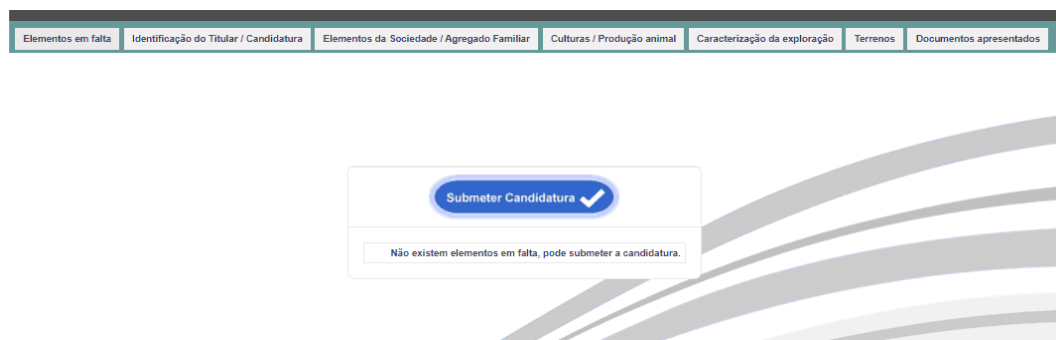 Elementos em falta
Identificação do Titular / Candidatura
Elementos da Sociedade / Agregado Familiar
Culturas / Produção animal
Caracterização da exploração
Terrenos
Documentos apresentados
Submeter Candidatura
Não existem elementos em falta, pode submeter a candidatura.